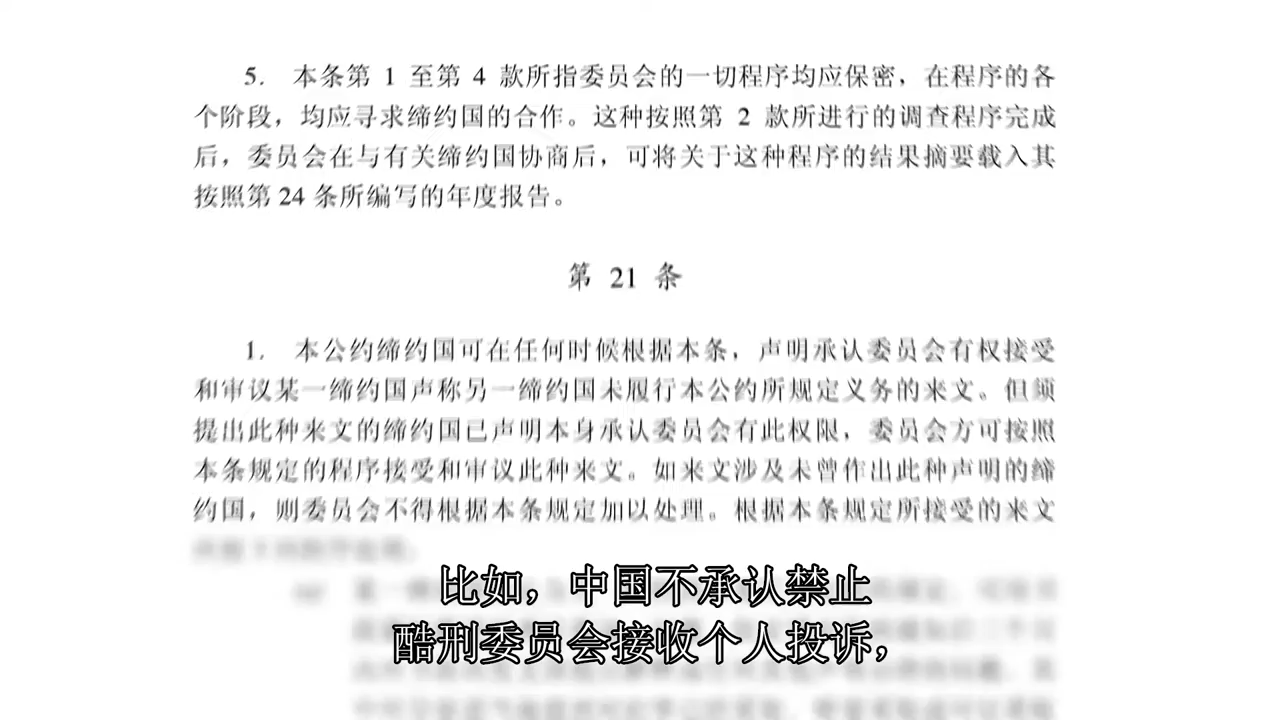 5. 本条第 1 至第 4 款所指委员会的一切程序均应保密，在程序的各
个阶段，均应寻求缔约国的合作。这种按照第 2 款所进行的调查程序完成
后，委员会在与有关缔约国协商后，可将关于这种程序的结果摘要载入其
按照第 24 条所编写的年度报告。
第 21 条
1. 本公约缔约国可在任何时候根据本条，声明承认委员会有权接受
和审议某一缔约国声称另一缔约国未履行本公约所规定义务的来文。但须
提出此种来文的缔约国已声明本身承认委员会有此权限，委员会方可按照
本条规定的程序接受和审议此种来文。如来文涉及未曾作出此种声明的缔
约国，则委员会不得根据本条规定加以处理。根据本条规定所接受的来文
比如，中国不承认禁止
酷刑委员会接收个人投诉，